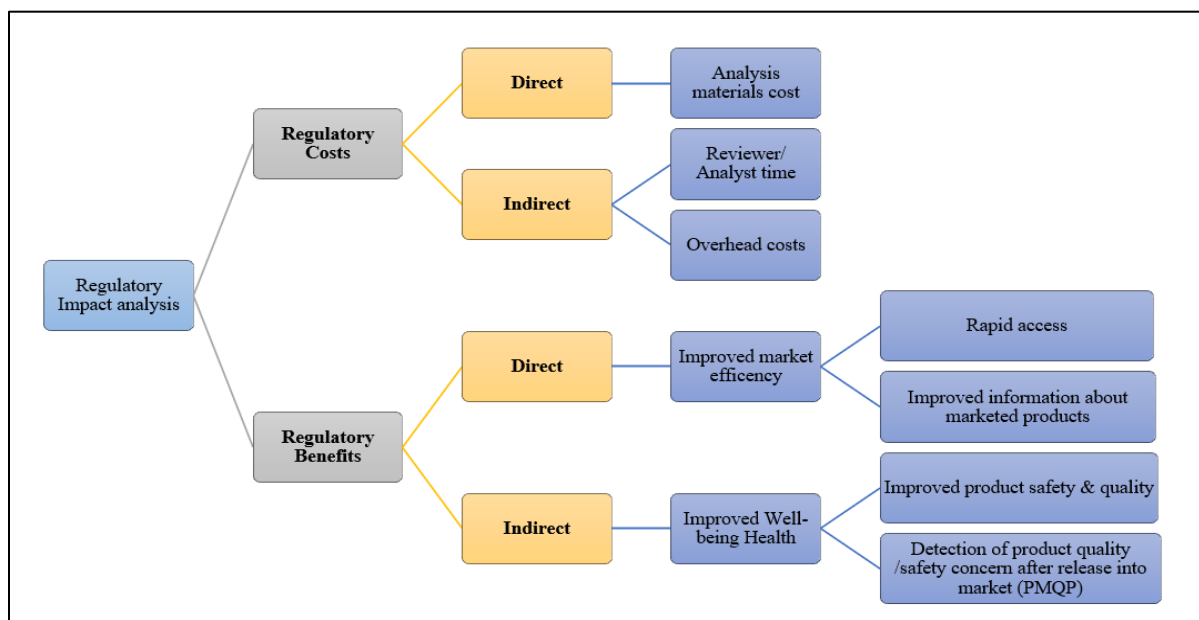 Regulatory
Impact analysis
Regulatory
Costs
Direct
Analysis
materials cost
Indirect
Reviewer/
Analyst time
Overhead costs
Regulatory
Benefits
Direct
Improved market
efficency
Rapid access
Improved information about
marketed products
Indirect
Improved Well-
being Health
Improved product safety & quality
Detection of product quality
/safety concern after release into
market (PMQP)